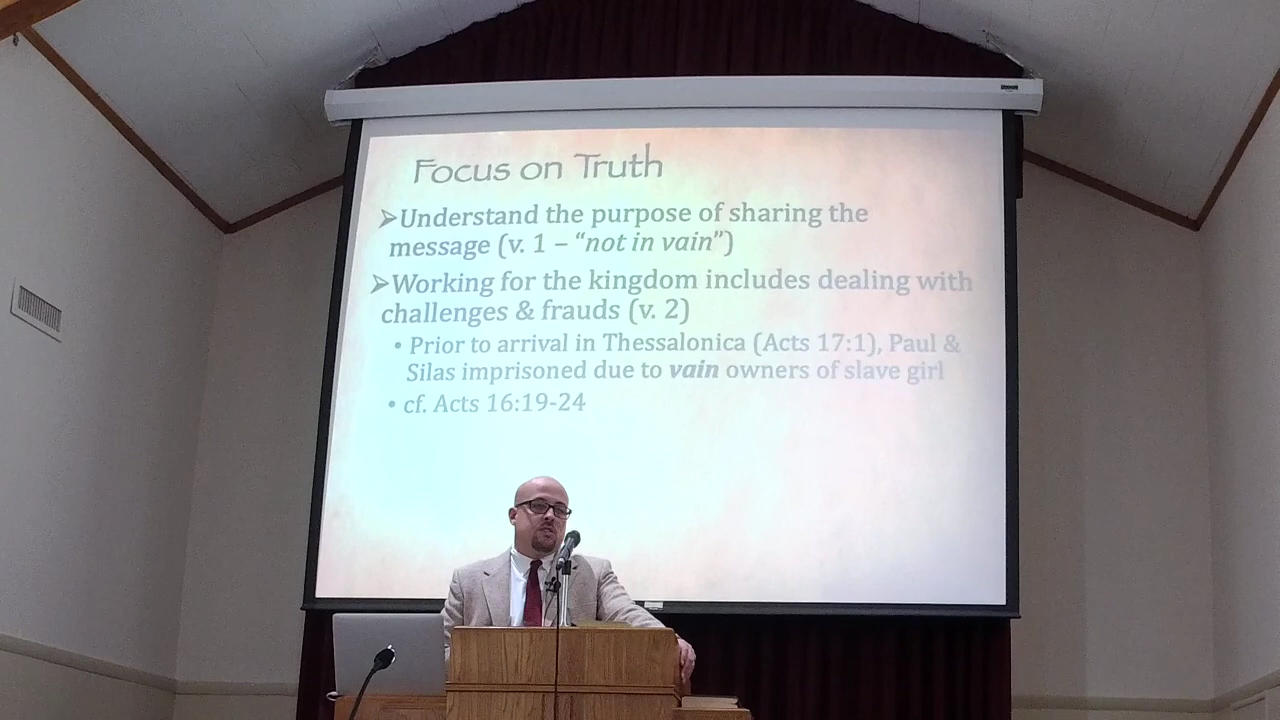 Focus on Truth
➢Understand the purpose of sharing the
message (v. 1 – “not in vain”)
➢Working for the kingdom includes dealing with
challenges & frauds (v. 2)
• Prior to arrival in Thessalonica (Acts 17:1), Paul &
Silas imprisoned due to vain owners of slave girl
• cf. Acts 16:19-24